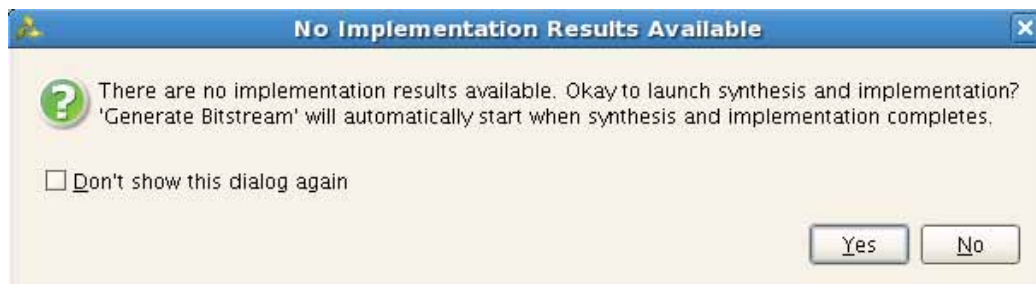 No Implementation Results Available
There are no implementation results available. Okay to launch synthesis and implementation?
'Generate Bitstream' will automatically start when synthesis and implementation completes.
Don't show this dialog again
Yes
No